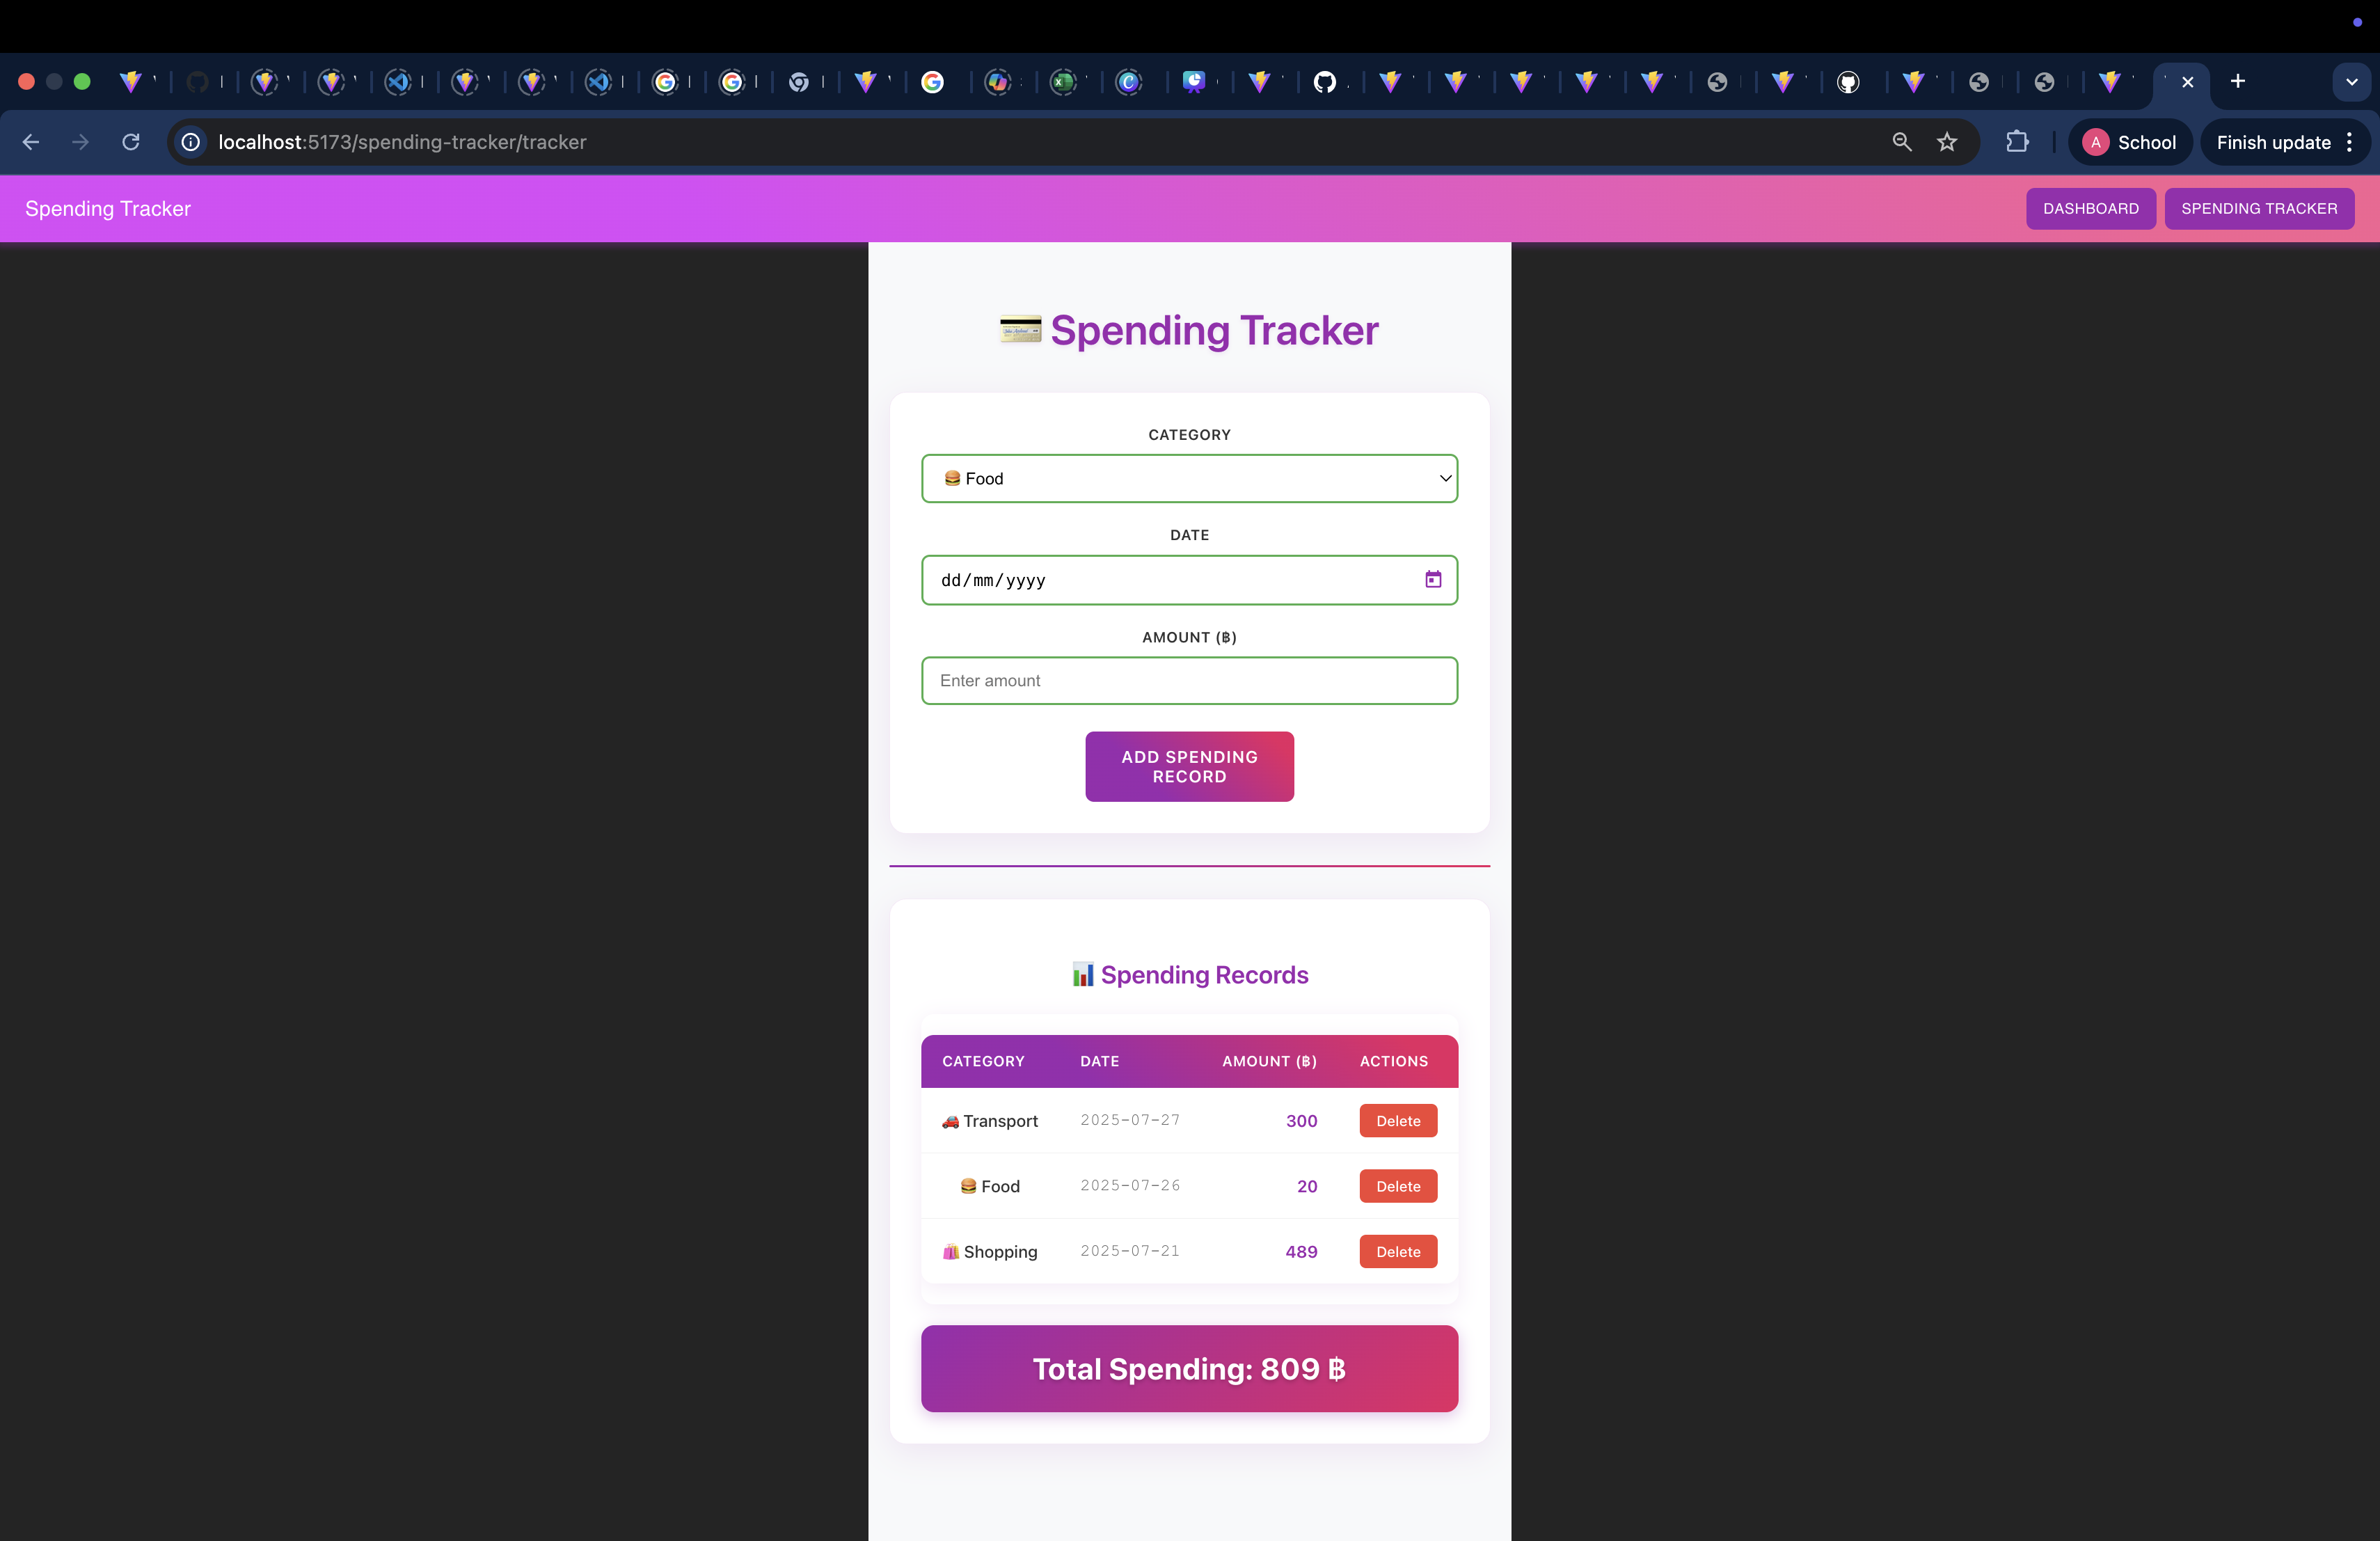 localhost:5173/spending-tracker/tracker
School
Finish update
A
Spending Tracker
DASHBOARD
SPENDING TRACKER
💳 Spending Tracker
CATEGORY
🍔 Food
DATE
dd/mm/yyyy
AMOUNT (฿)
Enter amount
ADD SPENDING
RECORD
📊 Spending Records
CATEGORY DATE AMOUNT (฿) ACTIONS
🚗 Transport 2025-07-27 300 Delete
🍔 Food 2025-07-26 20 Delete
🛍️ Shopping 2025-07-21 489 Delete
Total Spending: 809 ฿